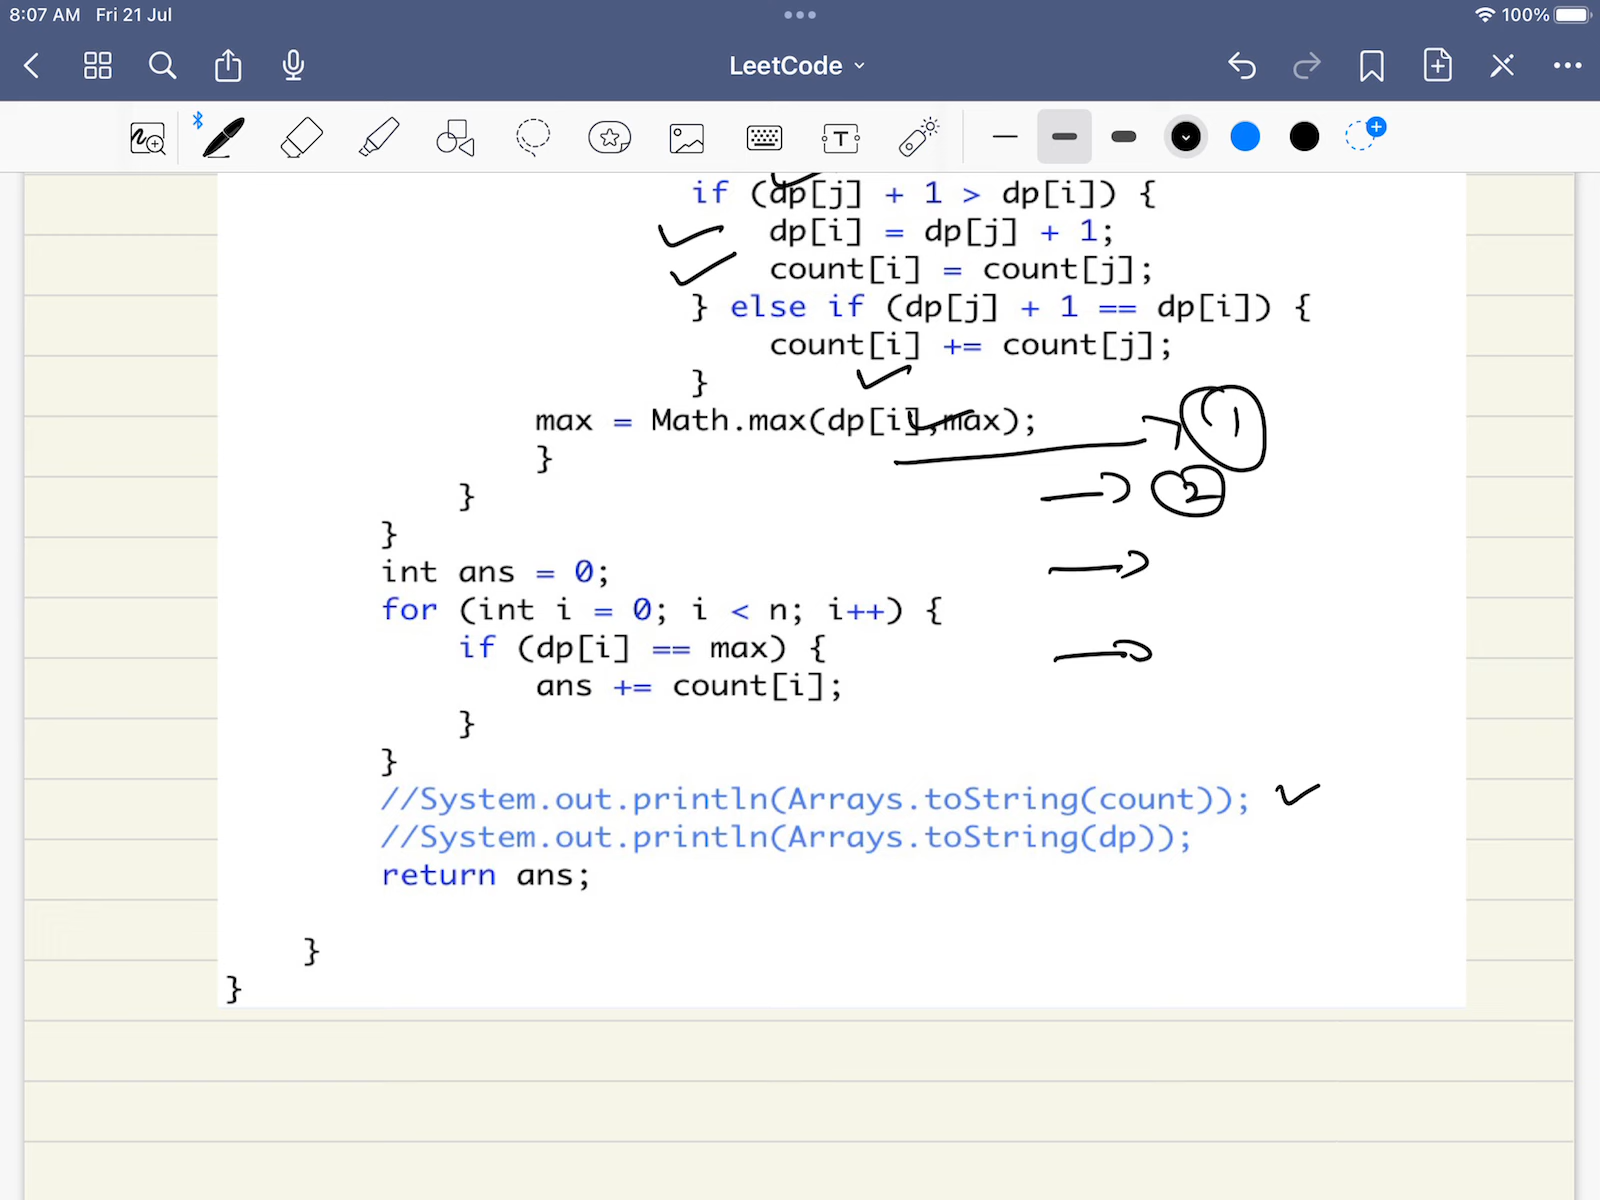 8:07 AM Fri 21 Jul
100%
LeetCode
T
if (dp[j] + 1 > dp[i]) {
dp[i] = dp[j] + 1;
count[i] = count[j];
} else if (dp[j] + 1 == dp[i]) {
count[i] += count[j];
}
max = Math.max(dp[i],max);
1
}
2
}
}
int ans = 0;
for (int i = 0; i < n; i++) {
if (dp[i] == max) {
ans += count[i];
}
}
//System.out.println(Arrays.toString(count));
//System.out.println(Arrays.toString(dp));
return ans;
}
}